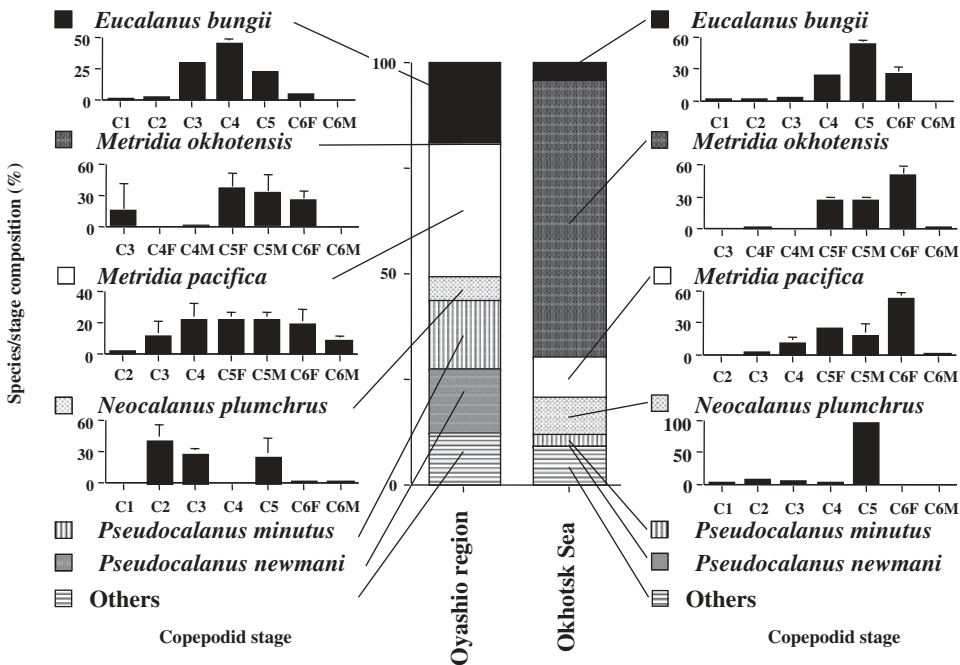 Species/stage composition (%)
Eucalanus bungii
50
25
0
C1 C2 C3 C4 C5 C6F C6M
Metridia okhotensis
60
30
0
C3 C4F C4M C5F C5M C6F C6M
Metridia pacifica
40
20
0
C2 C3 C4 C5F C5M C6F C6M
Neocalanus plumchrus
60
30
0
C1 C2 C3 C4 C5 C6F C6M
Pseudocalanus minutus
Pseudocalanus newmani
Others
Copepodid stage
100
50
0
Oyashio region
Okhotsk Sea
Eucalanus bungii
60
30
0
C1 C2 C3 C4 C5 C6F C6M
Metridia okhotensis
60
30
0
C3 C4F C4M C5F C5M C6F C6M
Metridia pacifica
60
30
0
C2 C3 C4 C5F C5M C6F C6M
Neocalanus plumchrus
100
50
0
C1 C2 C3 C4 C5 C6F C6M
Pseudocalanus minutus
Pseudocalanus newmani
Others
Copepodid stage